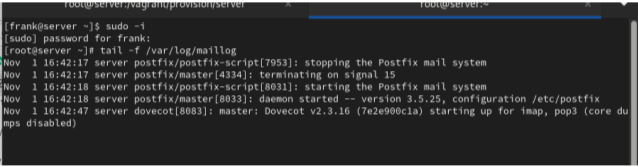 root@server:/vagrant/provision/server
root@server:~
[frank@server ~]$ sudo -i
[sudo] password for frank:
[root@server ~]# tail -f /var/log/maillog
Nov  1 16:42:17 server postfix/postfix-script[7953]: stopping the Postfix mail system
Nov  1 16:42:17 server postfix/master[4334]: terminating on signal 15
Nov  1 16:42:18 server postfix/postfix-script[8031]: starting the Postfix mail system
Nov  1 16:42:18 server postfix/master[8033]: daemon started -- version 3.5.25, configuration /etc/postfix
Nov  1 16:42:47 server dovecot[8083]: master: Dovecot v2.3.16 (7e2e900c1a) starting up for imap, pop3 (core du
mps disabled)